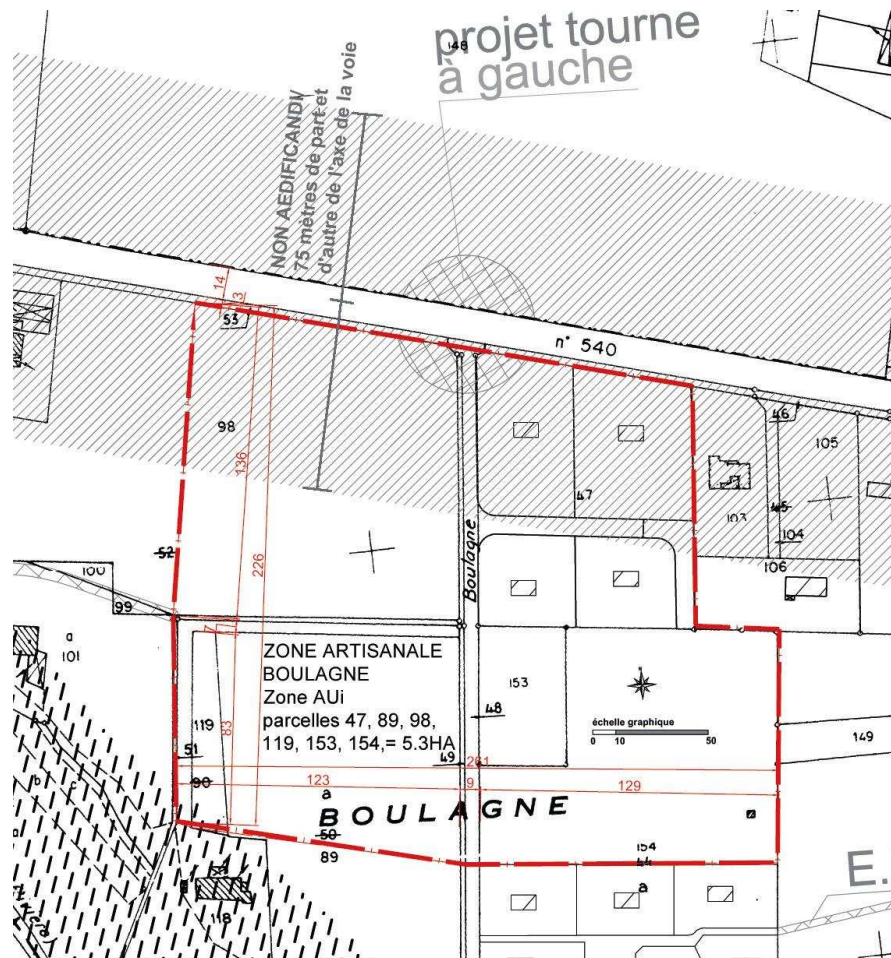 148
projet tourne
à gauche
NON AEDIFICANDI
75 mètres de part et
d'autre de l'axe de la voie
14
3
53
n° 540
98
136
226
47
46
105
103
45
104
106
52
100
99
Boulagne
a
101
7
ZONE ARTISANALE
BOULAGNE
Zone AUi
parcelles 47, 89, 98,
119, 153, 154,= 5.3HA
119
83
51
90
153
48
49
échelle graphique
0 10 50
149
261
123
9
129
a
BOULAGNE
50
89
154
44
a
118
b
c
E.